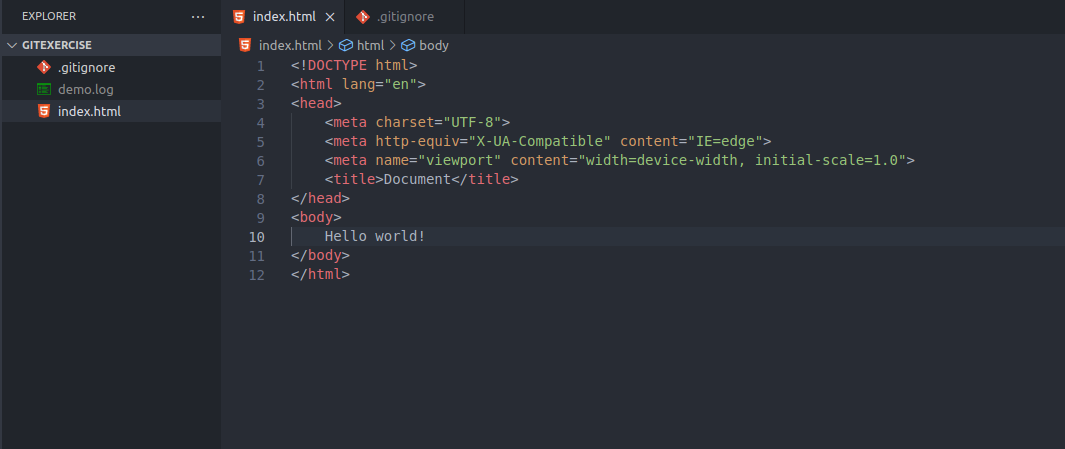 EXPLORER ···
GITEXERCISE
.gitignore
demo.log
index.html
index.html × .gitignore
index.html > html > body
1 <!DOCTYPE html>
2 <html lang="en">
3 <head>
4     <meta charset="UTF-8">
5     <meta http-equiv="X-UA-Compatible" content="IE=edge">
6     <meta name="viewport" content="width=device-width, initial-scale=1.0">
7     <title>Document</title>
8 </head>
9 <body>
10     Hello world!
11 </body>
12 </html>